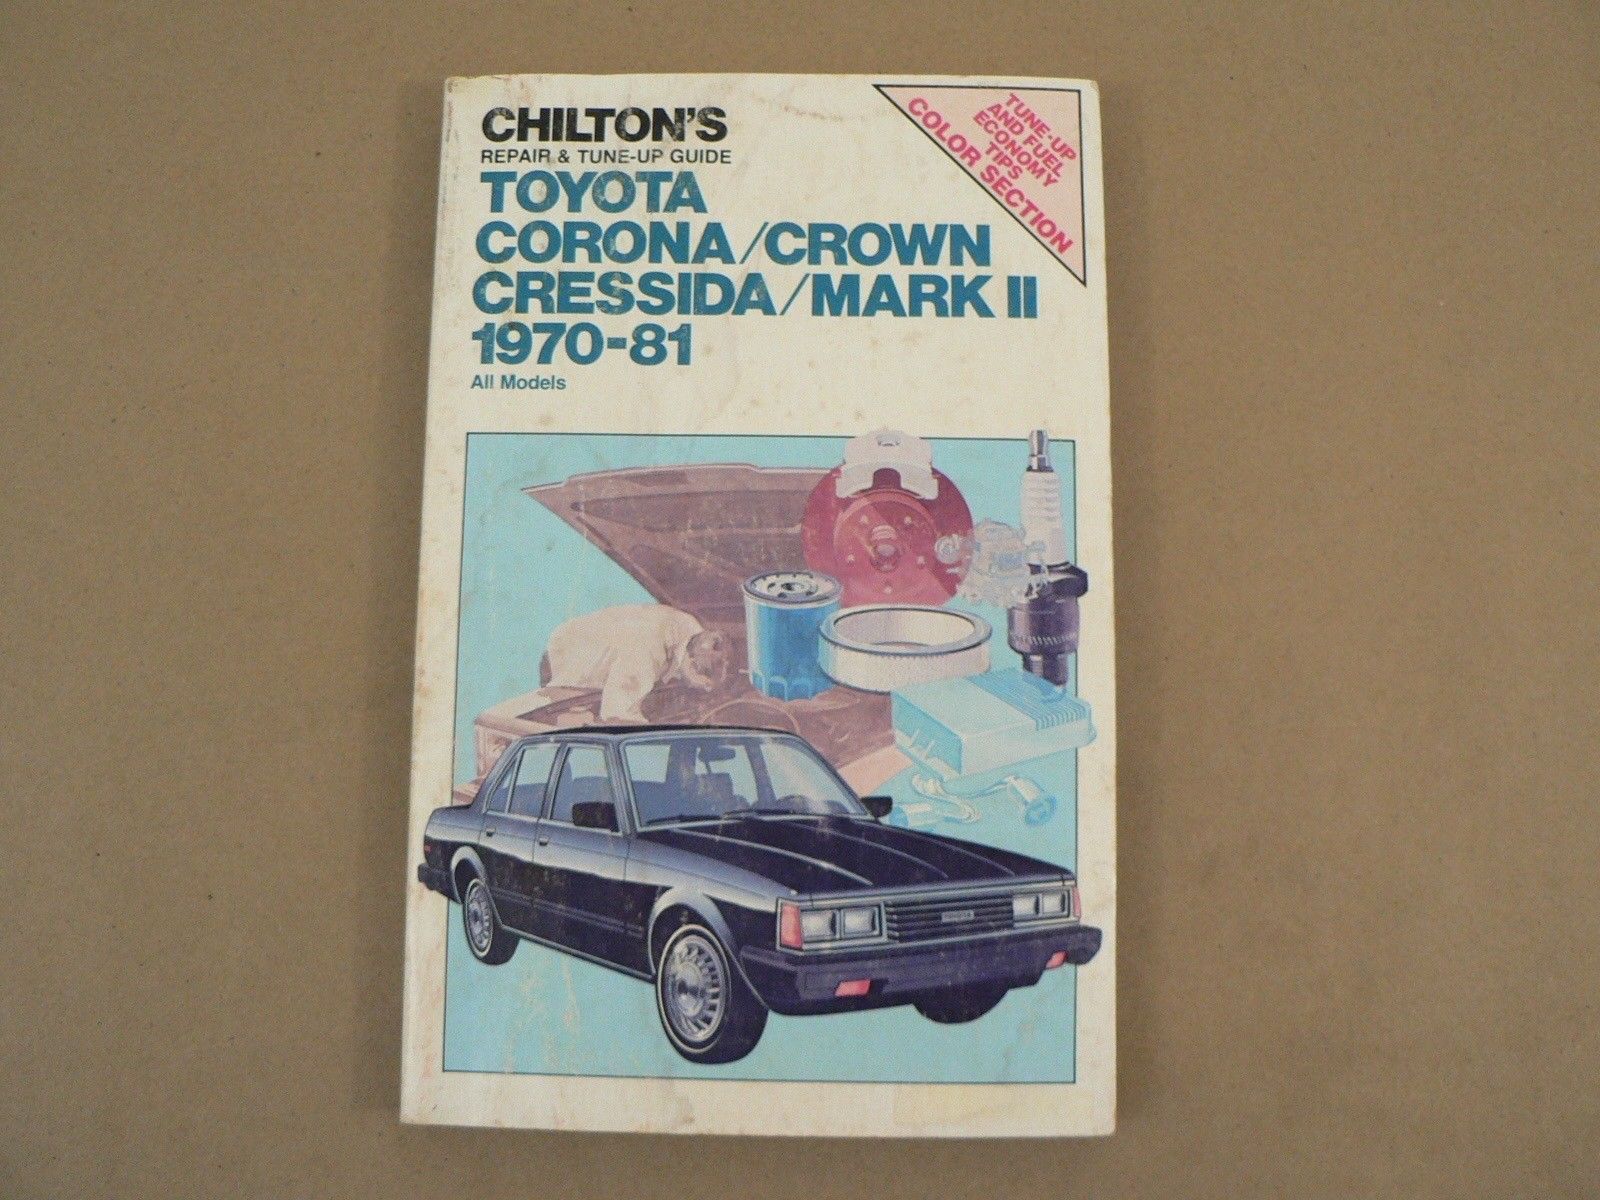 CHILTON'S
REPAIR & TUNE-UP GUIDE
TOYOTA
CORONA/CROWN
CRESSIDA/MARK II
1970-81
All Models
TUNE-UP
AND FUEL
ECONOMY
TIPS
COLOR SECTION